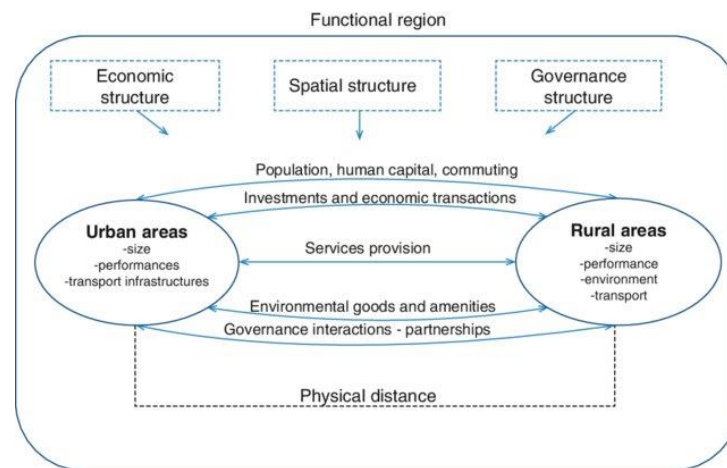 Functional region
Economic
structure
Spatial structure
Governance
structure
Population, human capital, commuting
Investments and economic transactions
Urban areas
-size
-performances
-transport infrastructures
Services provision
Rural areas
-size
-performance
-environment
-transport
Environmental goods and amenities
Governance interactions - partnerships
Physical distance